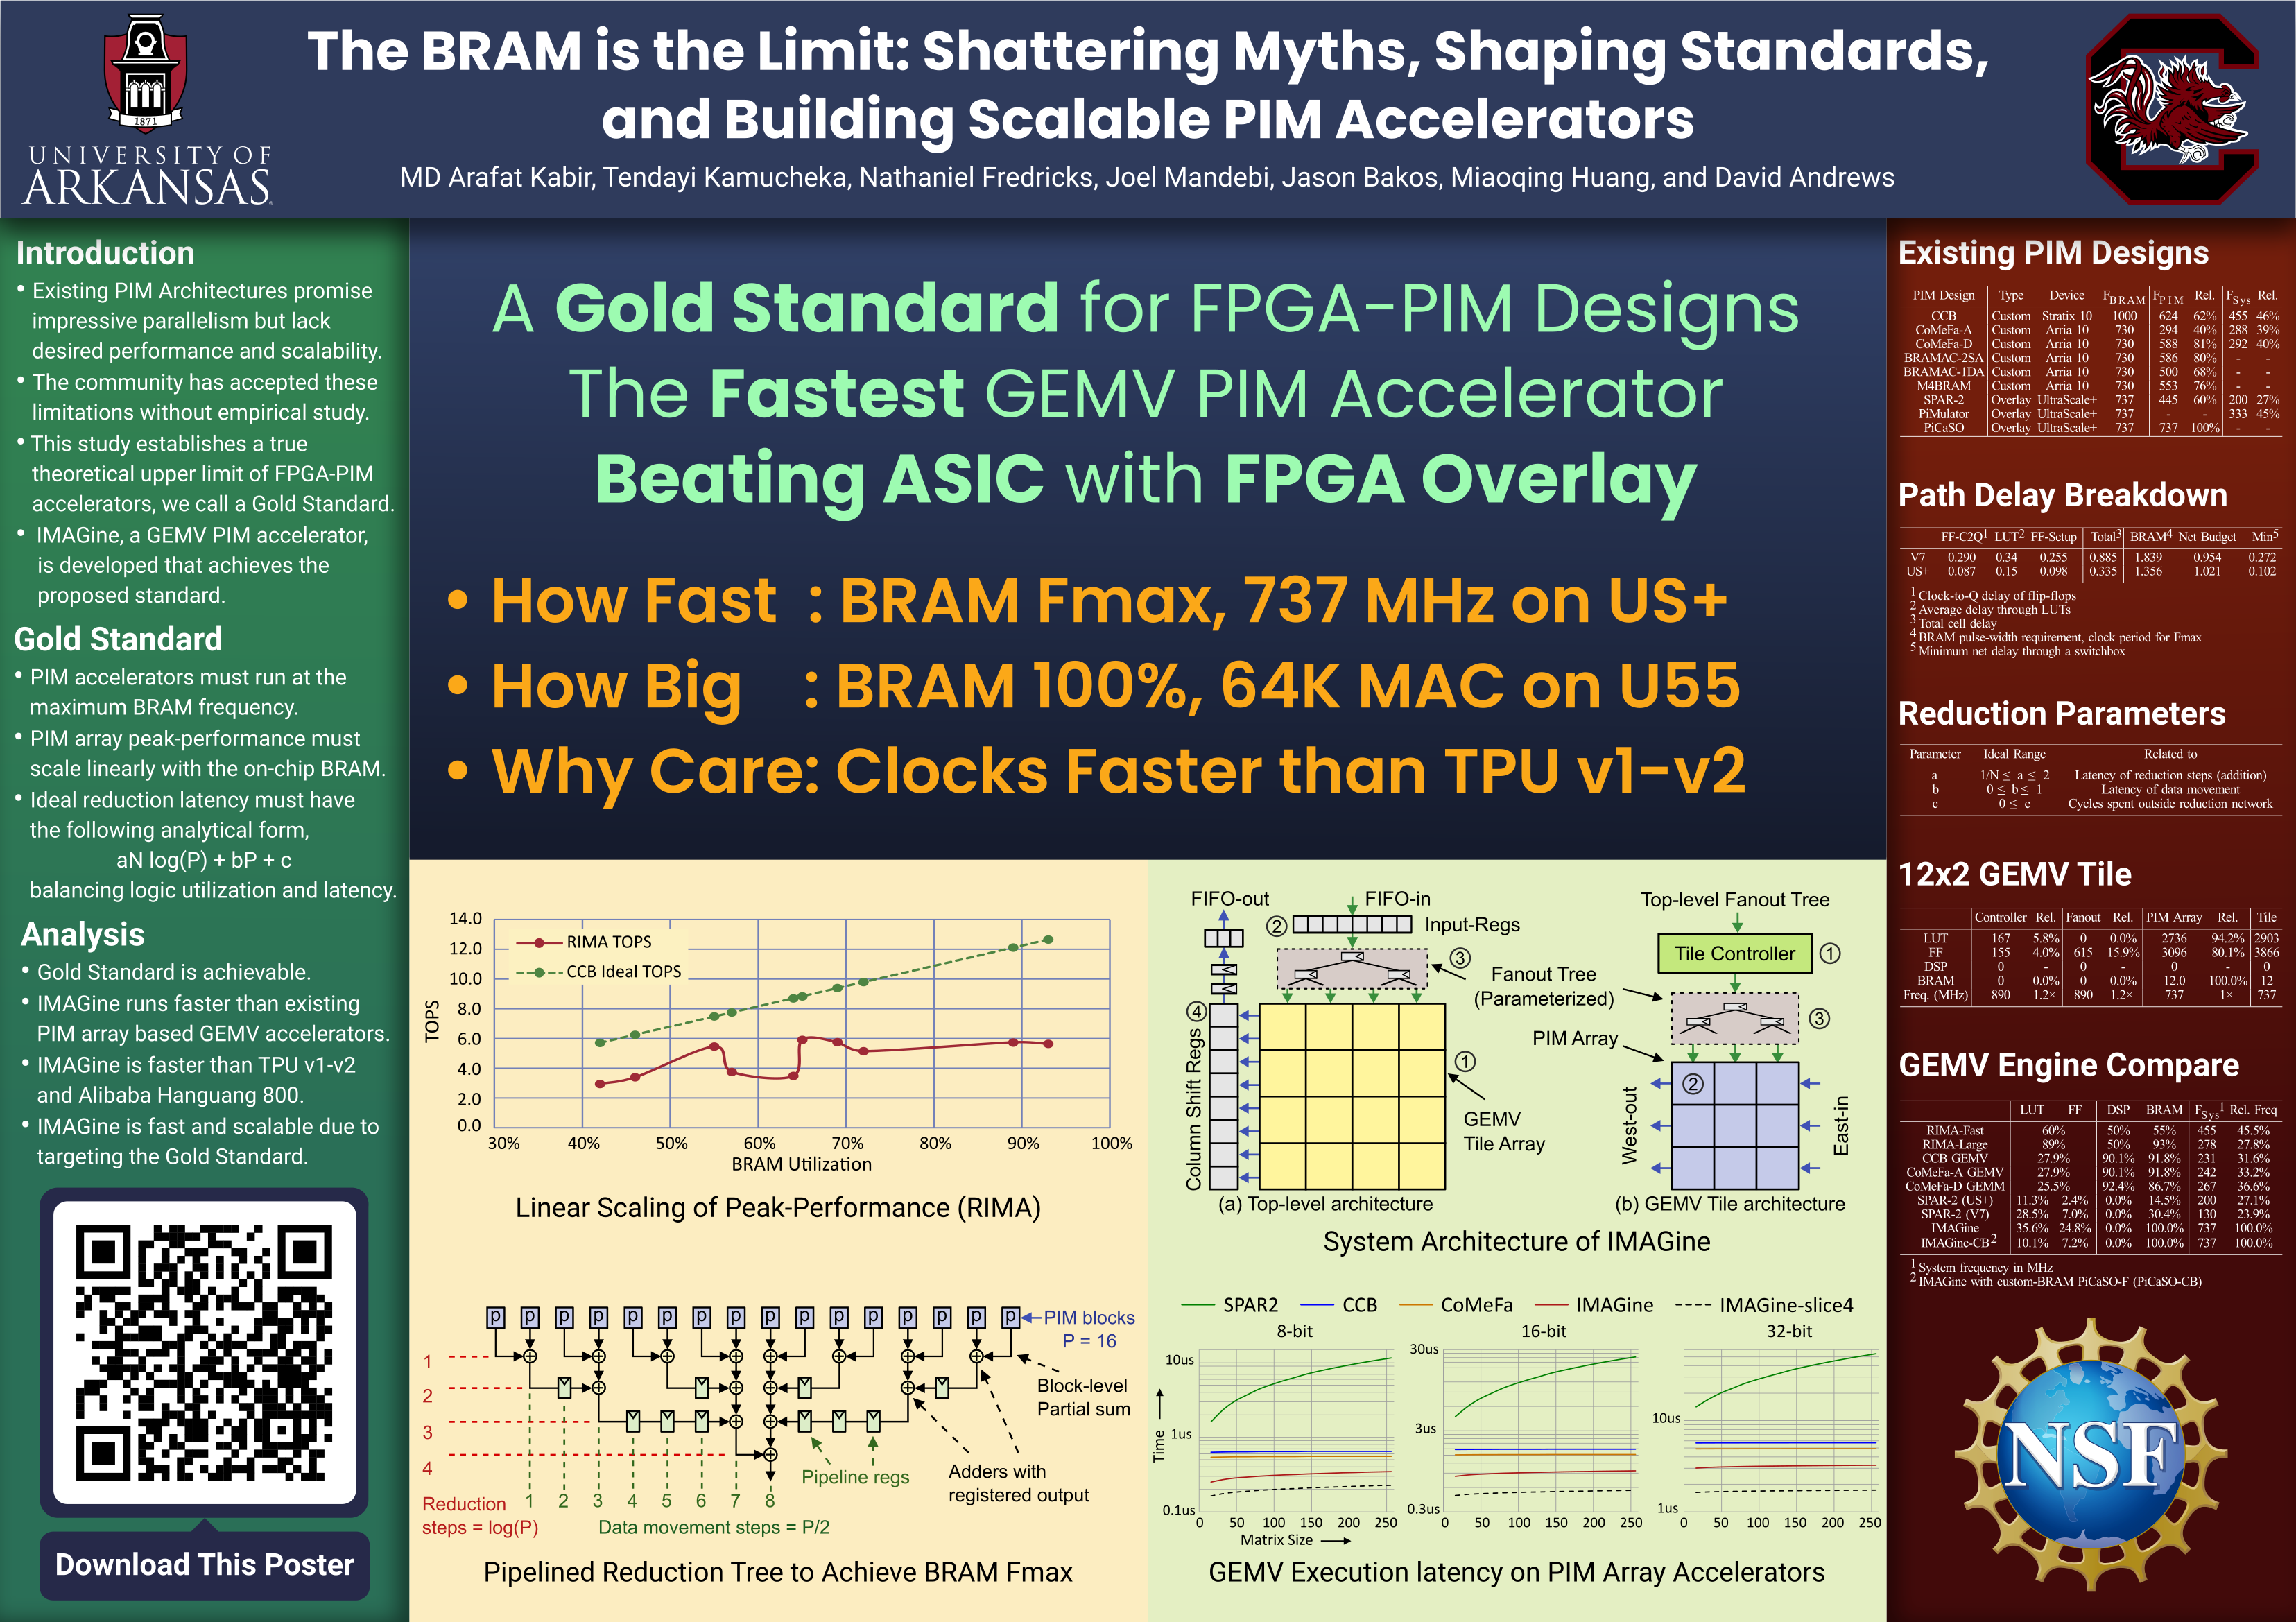 The BRAM is the Limit: Shattering Myths, Shaping Standards,
and Building Scalable PIM Accelerators
MD Arafat Kabir, Tendayi Kamucheka, Nathaniel Fredricks, Joel Mandebi, Jason Bakos, Miaoqing Huang, and David Andrews
1871
UNIVERSITY OF
ARKANSAS
Introduction
• Existing PIM Architectures promise
impressive parallelism but lack
desired performance and scalability.
• The community has accepted these
limitations without empirical study.
• This study establishes a true
theoretical upper limit of FPGA-PIM
accelerators, we call a Gold Standard.
• IMAGine, a GEMV PIM accelerator,
is developed that achieves the
proposed standard.
Gold Standard
• PIM accelerators must run at the
maximum BRAM frequency.
• PIM array peak-performance must
scale linearly with the on-chip BRAM.
• Ideal reduction latency must have
the following analytical form,
aN log(P) + bP + c
balancing logic utilization and latency.
Analysis
• Gold Standard is achievable.
• IMAGine runs faster than existing
PIM array based GEMV accelerators.
• IMAGine is faster than TPU v1-v2
and Alibaba Hanguang 800.
• IMAGine is fast and scalable due to
targeting the Gold Standard.
Download This Poster
A Gold Standard for FPGA-PIM Designs
The Fastest GEMV PIM Accelerator
Beating ASIC with FPGA Overlay
• How Fast : BRAM Fmax, 737 MHz on US+
• How Big : BRAM 100%, 64K MAC on U55
• Why Care: Clocks Faster than TPU v1-v2
14.0
12.0
10.0
8.0
6.0
4.0
2.0
0.0
TOPS
RIMA TOPS
CCB Ideal TOPS
30% 40% 50% 60% 70% 80% 90% 100%
BRAM Utilization
Linear Scaling of Peak-Performance (RIMA)
p p p p p p p p p p p p p p p p
PIM blocks
P = 16
1
2
3
4
Block-level
Partial sum
Adders with
registered output
Pipeline regs
Reduction
steps = log(P)
1 2 3 4 5 6 7 8
Data movement steps = P/2
Pipelined Reduction Tree to Achieve BRAM Fmax
FIFO-out
FIFO-in
② Input-Regs
③
Fanout Tree
(Parameterized)
④
Column Shift Regs
①
GEMV
Tile Array
(a) Top-level architecture
Top-level Fanout Tree
Tile Controller ①
③
PIM Array
②
West-out
East-in
(b) GEMV Tile architecture
System Architecture of IMAGine
SPAR2 CCB CoMeFa IMAGine IMAGine-slice4
8-bit 16-bit 32-bit
Time
10us
1us
0.1us
0 50 100 150 200 250
Matrix Size
30us
3us
0.3us
0 50 100 150 200 250
10us
1us
0 50 100 150 200 250
GEMV Execution latency on PIM Array Accelerators
Existing PIM Designs
PIM Design Type Device FBRAM FPIM Rel. FSys Rel.
CCB Custom Stratix 10 1000 624 62% 455 46%
CoMeFa-A Custom Arria 10 730 294 40% 288 39%
CoMeFa-D Custom Arria 10 730 588 81% 292 40%
BRAMAC-2SA Custom Arria 10 730 586 80% - -
BRAMAC-1DA Custom Arria 10 730 500 68% - -
M4BRAM Custom Arria 10 730 553 76% - -
SPAR-2 Overlay UltraScale+ 737 445 60% 200 27%
PiMulator Overlay UltraScale+ 737 - - 333 45%
PiCaSO Overlay UltraScale+ 737 737 100% - -
Path Delay Breakdown
FF-C2Q1 LUT2 FF-Setup Total3 BRAM4 Net Budget Min5
V7 0.290 0.34 0.255 0.885 1.839 0.954 0.272
US+ 0.087 0.15 0.098 0.335 1.356 1.021 0.102
1 Clock-to-Q delay of flip-flops
2 Average delay through LUTs
3 Total cell delay
4 BRAM pulse-width requirement, clock period for Fmax
5 Minimum net delay through a switchbox
Reduction Parameters
Parameter Ideal Range Related to
a 1/N ≤ a ≤ 2 Latency of reduction steps (addition)
b 0 ≤ b ≤ 1 Latency of data movement
c 0 ≤ c Cycles spent outside reduction network
12x2 GEMV Tile
Controller Rel. Fanout Rel. PIM Array Rel. Tile
LUT 167 5.8% 0 0.0% 2736 94.2% 2903
FF 155 4.0% 615 15.9% 3096 80.1% 3866
DSP 0 - 0 - 0 - 0
BRAM 0 0.0% 0 0.0% 12.0 100.0% 12
Freq. (MHz) 890 1.2× 890 1.2× 737 1× 737
GEMV Engine Compare
LUT FF DSP BRAM FSys1 Rel. Freq
RIMA-Fast 60% 50% 55% 455 45.5%
RIMA-Large 89% 50% 93% 278 27.8%
CCB GEMV 27.9% 90.1% 91.8% 231 31.6%
CoMeFa-A GEMV 27.9% 90.1% 91.8% 242 33.2%
CoMeFa-D GEMM 25.5% 92.4% 86.7% 267 36.6%
SPAR-2 (US+) 11.3% 2.4% 0.0% 14.5% 200 27.1%
SPAR-2 (V7) 28.5% 7.0% 0.0% 30.4% 130 23.9%
IMAGine 35.6% 24.8% 0.0% 100.0% 737 100.0%
IMAGine-CB2 10.1% 7.2% 0.0% 100.0% 737 100.0%
1 System frequency in MHz
2 IMAGine with custom-BRAM PiCaSO-F (PiCaSO-CB)
NSF